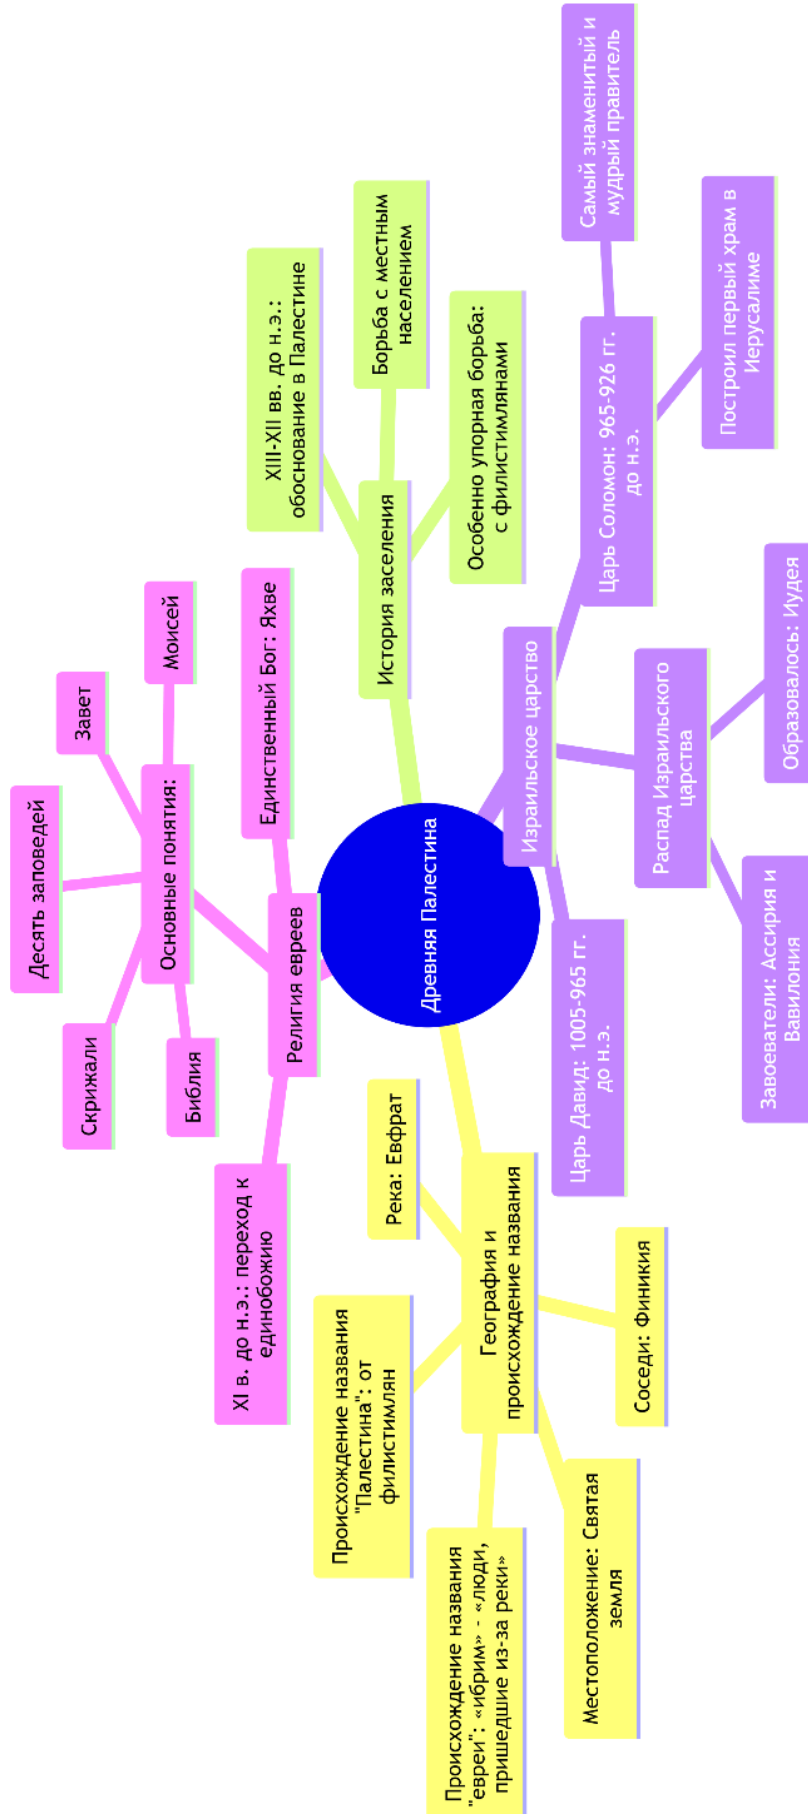 Древняя Палестина
География и
происхождение названия
Происхождение названия
"евреи": «ибрим» - «люди,
пришедшие из-за реки»
Происхождение названия
"Палестина": от
филистимлян
Река: Евфрат
Местоположение: Святая
земля
Соседи: Финикия
Религия евреев
XI в. до н.э.: переход к
единобожию
Единственный Бог: Яхве
Основные понятия:
Библия
Скрижали
Десять заповедей
Завет
Моисей
История заселения
XIII-XII вв. до н.э.:
обоснование в Палестине
Борьба с местным
населением
Особенно упорная борьба:
с филистимлянами
Израильское царство
Царь Давид: 1005-965 гг.
до н.э.
Царь Соломон: 965-926 гг.
до н.э.
Самый знаменитый и
мудрый правитель
Построил первый храм в
Иерусалиме
Распад Израильского
царства
Завоеватели: Ассирия и
Вавилония
Образовалось: Иудея